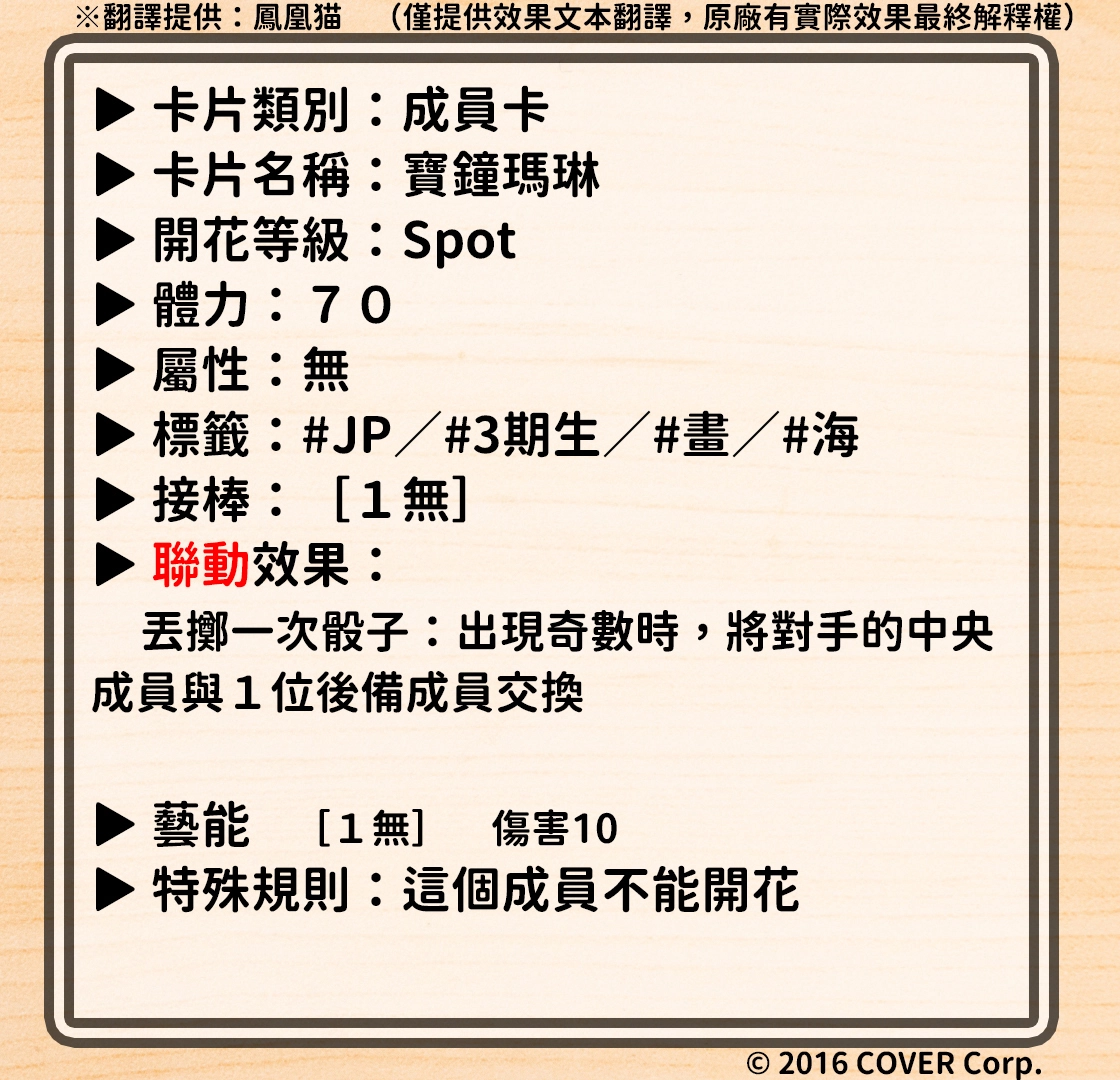 ※翻譯提供：鳳凰猫　（僅提供效果文本翻譯，原廠有實際效果最終解釋權）
▶ 卡片類別：成員卡
▶ 卡片名稱：寶鐘瑪琳
▶ 開花等級：Spot
▶ 體力：７０
▶ 屬性：無
▶ 標籤：#JP／#3期生／#畫／#海
▶ 接棒：［１無］
▶ 聯動效果：
丟擲一次骰子：出現奇數時，將對手的中央
成員與１位後備成員交換
▶ 藝能　［１無］　傷害10
▶ 特殊規則：這個成員不能開花
© 2016 COVER Corp.